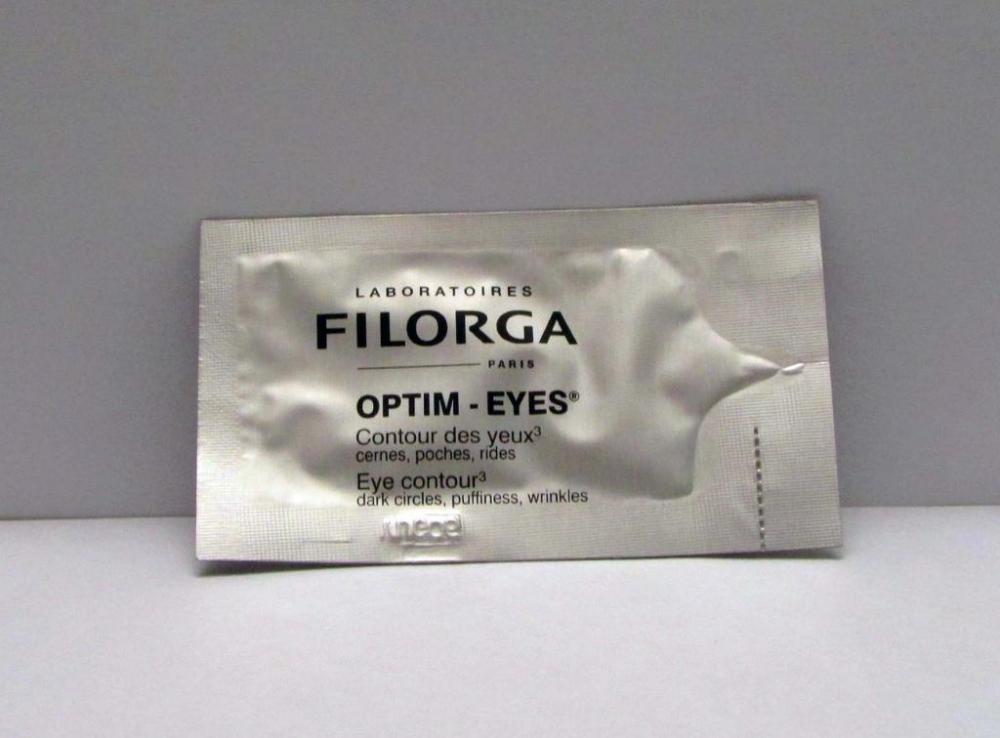 LABORATOIRES
FILORGA
PARIS
OPTIM - EYES®
Contour des yeux³
cernes, poches, rides
Eye contour³
dark circles, puffiness, wrinkles